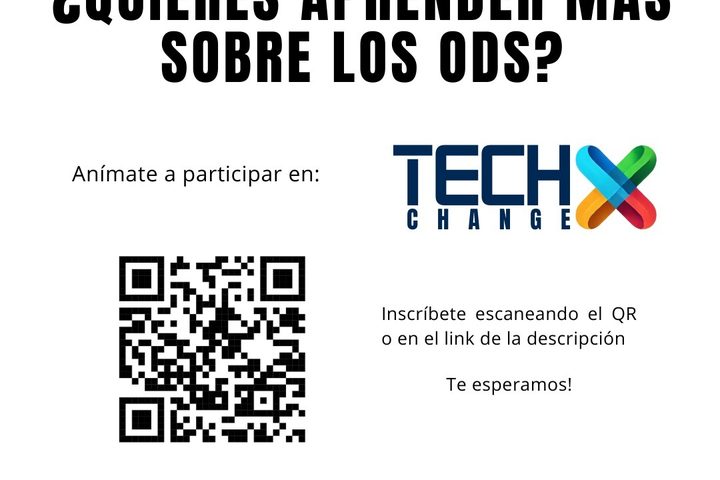 ¿QUIERES APRENDER MÁS
SOBRE LOS ODS?
Anímate a participar en:
TECH
CHANGE
Inscríbete escaneando el QR
o en el link de la descripción
Te esperamos!